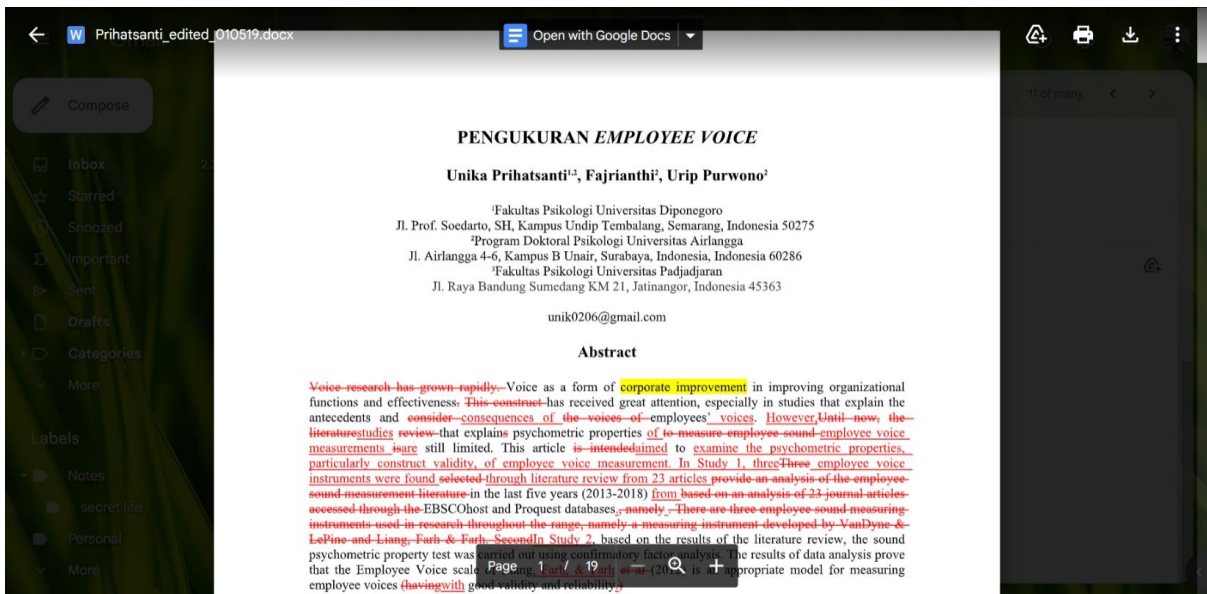 Prihatsanti_edited_010519.docx
Open with Google Docs
Compose
11 of many
Inbox
Starred
Snoozed
Important
Sent
Drafts
Categories
More
Labels
Notes
secret life
Personal
More
PENGUKURAN EMPLOYEE VOICE
Unika Prihatsanti1,2, Fajrianthi2, Urip Purwono2
1Fakultas Psikologi Universitas Diponegoro
Jl. Prof. Soedarto, SH, Kampus Undip Tembalang, Semarang, Indonesia 50275
2Program Doktoral Psikologi Universitas Airlangga
Jl. Airlangga 4-6, Kampus B Unair, Surabaya, Indonesia, Indonesia 60286
3Fakultas Psikologi Universitas Padjadjaran
Jl. Raya Bandung Sumedang KM 21, Jatinangor, Indonesia 45363
unik0206@gmail.com
Abstract
Voice research has grown rapidly. Voice as a form of corporate improvement in improving organizational
functions and effectiveness. This construct has received great attention, especially in studies that explain the
antecedents and consider consequences of the voices of employees' voices. However,Until now, the
literaturestudies review that explains psychometric properties of to measure employee sound employee voice
measurements isare still limited. This article is intendedaimed to examine the psychometric properties,
particularly construct validity, of employee voice measurement. In Study 1, threeThree employee voice
instruments were found selected through literature review from 23 articles provide an analysis of the employee
sound measurement literature in the last five years (2013-2018) from based on an analysis of 23 journal articles
accessed through the EBSCOhost and Proquest databases., namely . There are three employee sound measuring
instruments used in research throughout the range, namely a measuring instrument developed by VanDyne &
LePine and Liang, Farh & Farh. SecondIn Study 2, based on the results of the literature review, the sound
psychometric property test was carried out using confirmatory factor analysis. The results of data analysis prove
that the Employee Voice scale Farh, & Farh et al (20 is an appropriate model for measuring
employee voices (havingwith good validity and reliability.)
Page 1 / 19